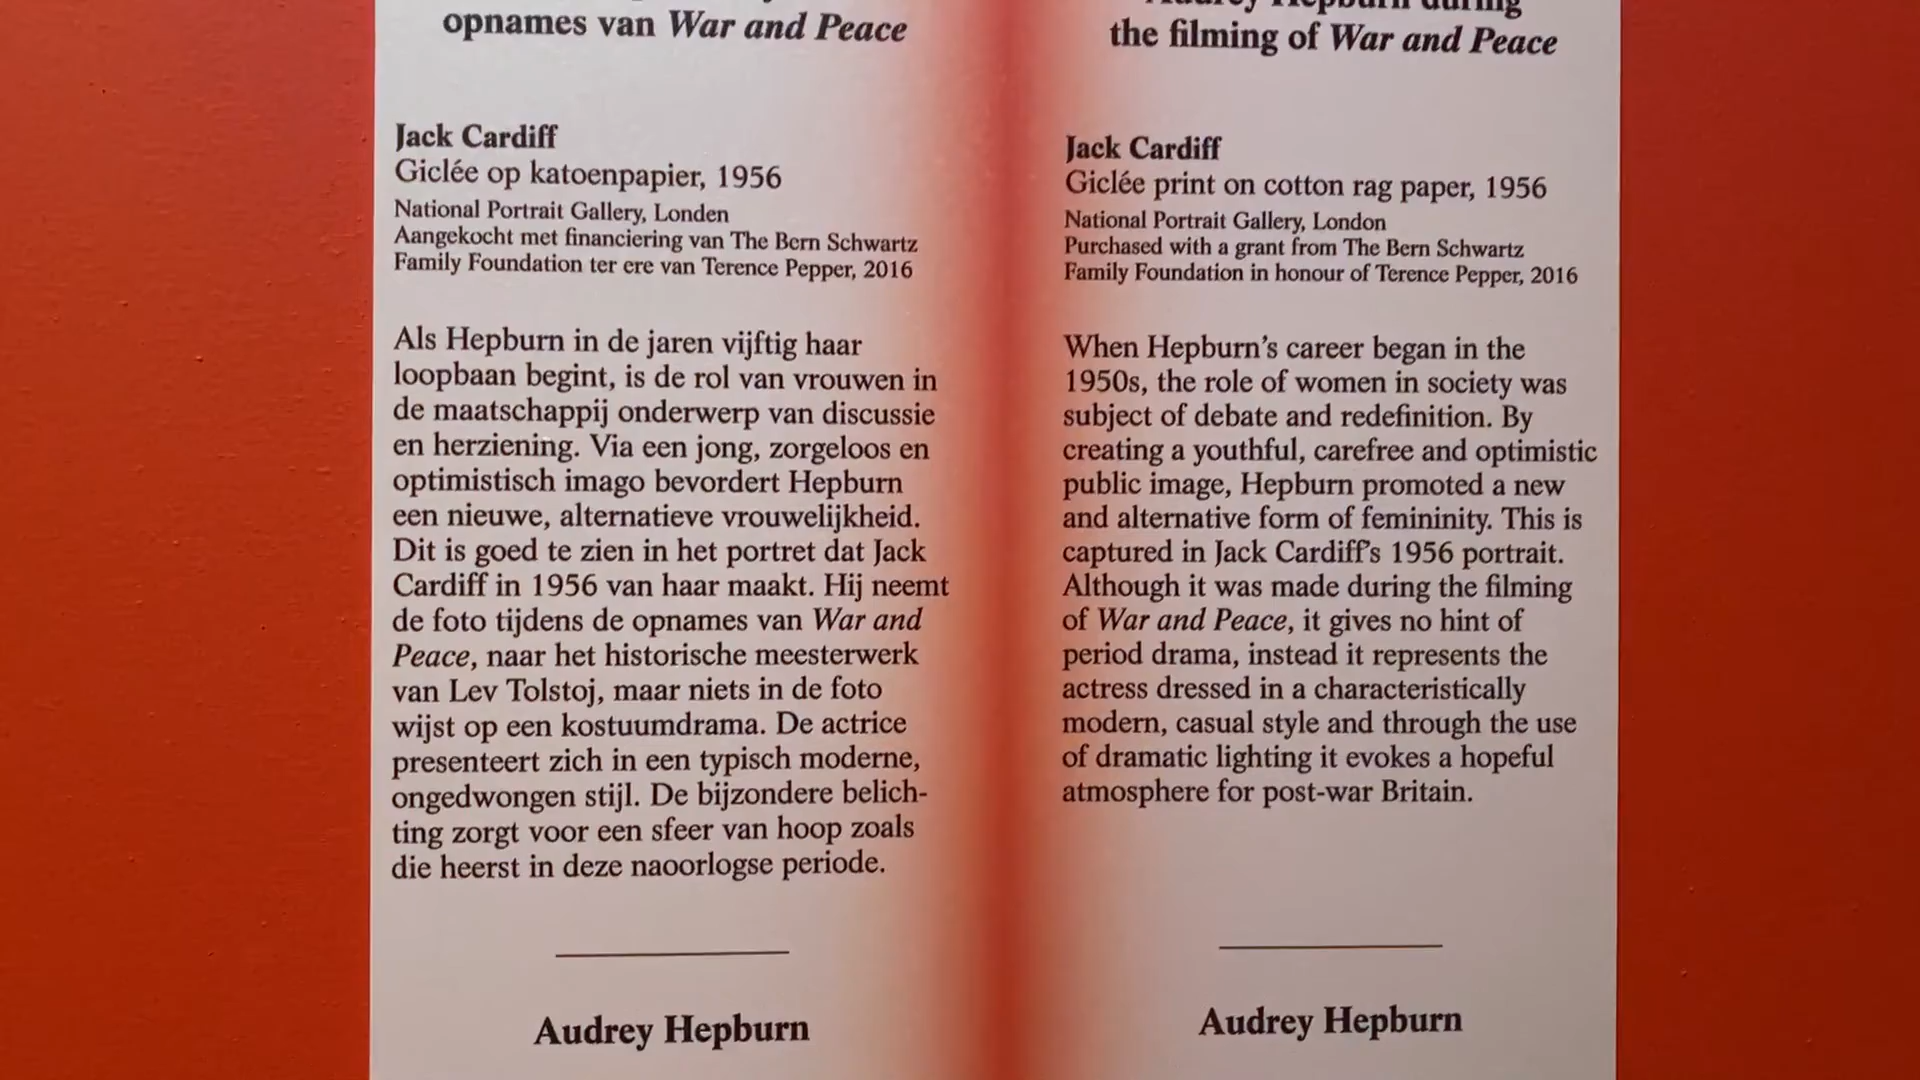 opnames van War and Peace
Jack Cardiff
Giclée op katoenpapier, 1956
National Portrait Gallery, Londen
Aangekocht met financiering van The Bern Schwartz
Family Foundation ter ere van Terence Pepper, 2016
Als Hepburn in de jaren vijftig haar
loopbaan begint, is de rol van vrouwen in
de maatschappij onderwerp van discussie
en herziening. Via een jong, zorgeloos en
optimistisch imago bevordert Hepburn
een nieuwe, alternatieve vrouwelijkheid.
Dit is goed te zien in het portret dat Jack
Cardiff in 1956 van haar maakt. Hij neemt
de foto tijdens de opnames van War and
Peace, naar het historische meesterwerk
van Lev Tolstoj, maar niets in de foto
wijst op een kostuumdrama. De actrice
presenteert zich in een typisch moderne,
ongedwongen stijl. De bijzondere belich-
ting zorgt voor een sfeer van hoop zoals
die heerst in deze naoorlogse periode.
Audrey Hepburn
Audrey Hepburn during
the filming of War and Peace
Jack Cardiff
Giclée print on cotton rag paper, 1956
National Portrait Gallery, London
Purchased with a grant from The Bern Schwartz
Family Foundation in honour of Terence Pepper, 2016
When Hepburn's career began in the
1950s, the role of women in society was
subject of debate and redefinition. By
creating a youthful, carefree and optimistic
public image, Hepburn promoted a new
and alternative form of femininity. This is
captured in Jack Cardiff's 1956 portrait.
Although it was made during the filming
of War and Peace, it gives no hint of
period drama, instead it represents the
actress dressed in a characteristically
modern, casual style and through the use
of dramatic lighting it evokes a hopeful
atmosphere for post-war Britain.
Audrey Hepburn